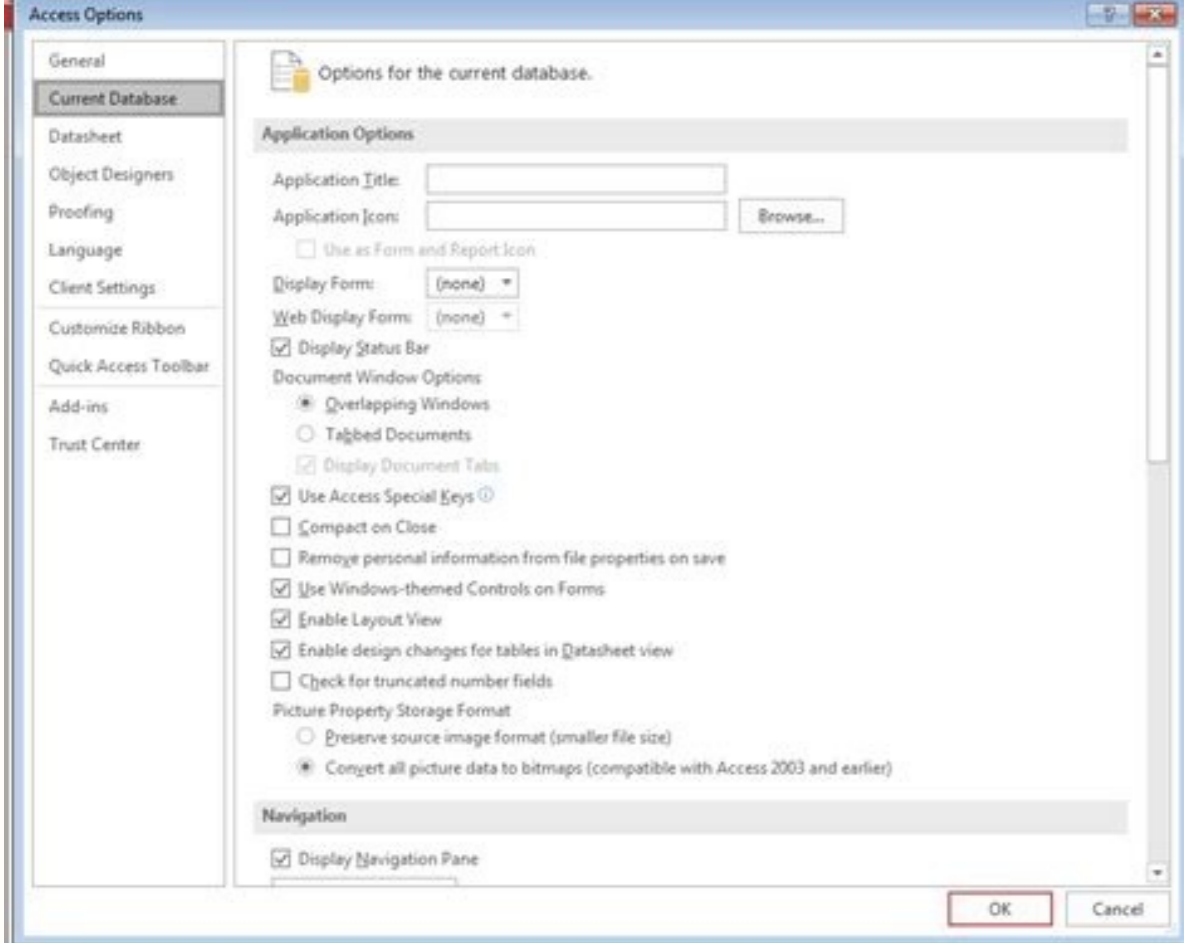 Access Options
General
Current Database
Datasheet
Object Designers
Proofing
Language
Client Settings
Customize Ribbon
Quick Access Toolbar
Add-ins
Trust Center
Options for the current database.
Application Options
Application Title:
Application Icon:
Browse...
Use as Form and Report Icon
Display Form: (none)
Web Display Form: (none)
Display Status Bar
Document Window Options
Overlapping Windows
Tabbed Documents
Display Document Tabs
Use Access Special Keys
Compact on Close
Remove personal information from file properties on save
Use Windows-themed Controls on Forms
Enable Layout View
Enable design changes for tables in Datasheet view
Check for truncated number fields
Picture Property Storage Format
Preserve source image format (smaller file size)
Convert all picture data to bitmaps (compatible with Access 2003 and earlier)
Navigation
Display Navigation Pane
OK
Cancel